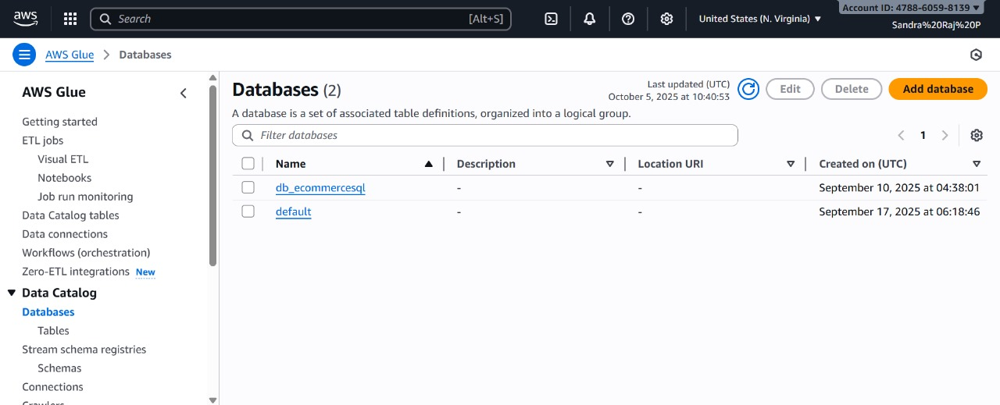 aws
Search [Alt+S]
United States (N. Virginia)
Account ID: 4788-6059-8139
Sandra%20Raj%20P
AWS Glue
Databases
AWS Glue
Getting started
ETL jobs
Visual ETL
Notebooks
Job run monitoring
Data Catalog tables
Data connections
Workflows (orchestration)
Zero-ETL integrations New
Data Catalog
Databases
Tables
Stream schema registries
Schemas
Connections
Crawlers
Databases (2)
Last updated (UTC)
October 5, 2025 at 10:40:53
Edit
Delete
Add database
A database is a set of associated table definitions, organized into a logical group.
Filter databases
1
Name Description Location URI Created on (UTC)
db_ecommercesql - - September 10, 2025 at 04:38:01
default - - September 17, 2025 at 06:18:46